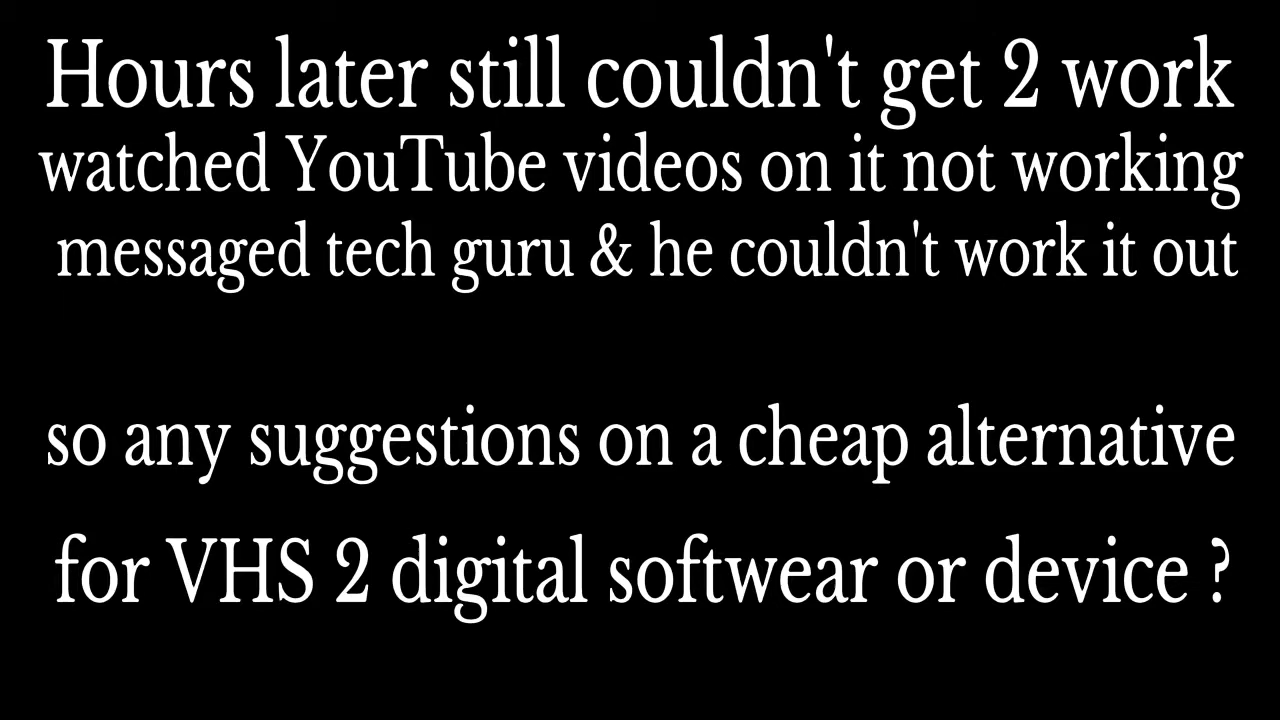 Hours later still couldn't get 2 work
watched YouTube videos on it not working
messaged tech guru & he couldn't work it out
so any suggestions on a cheap alternative
for VHS 2 digital softwear or device ?